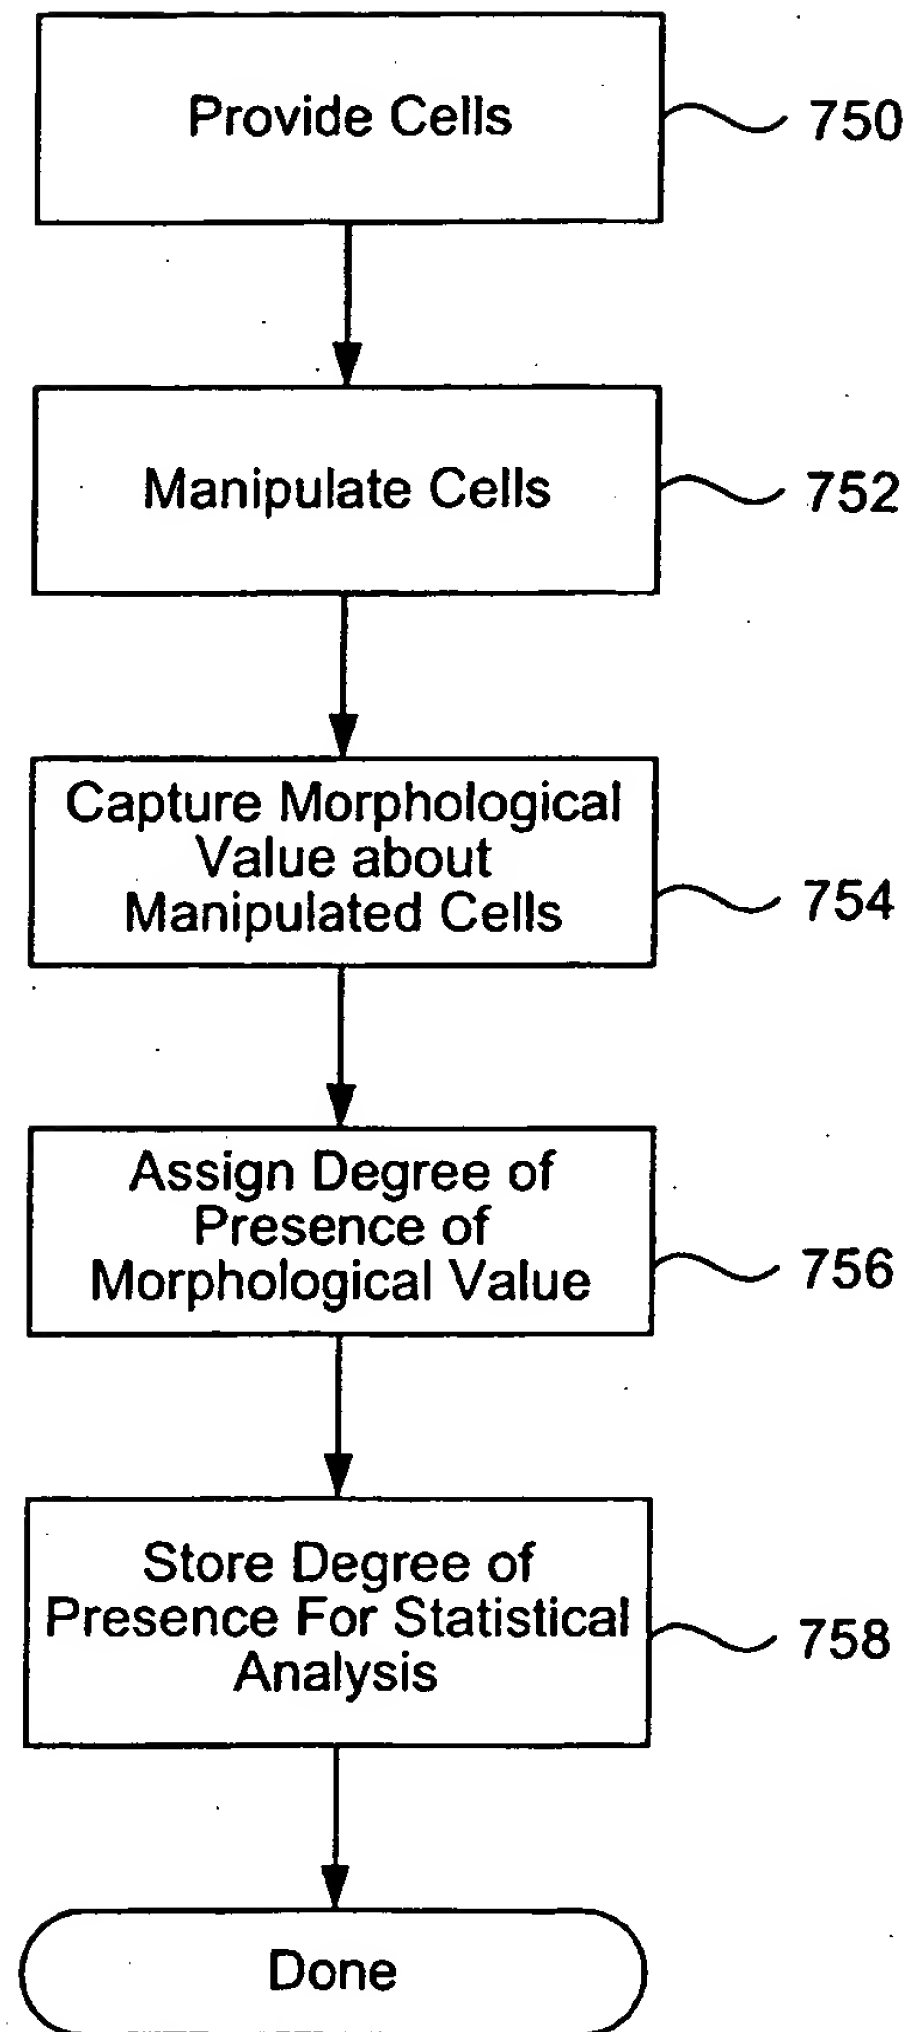 Provide Cells
750
Manipulate Cells
752
Capture Morphological
Value about
Manipulated Cells
754
Assign Degree of
Presence of
Morphological Value
756
Store Degree of
Presence For Statistical
Analysis
758
Done